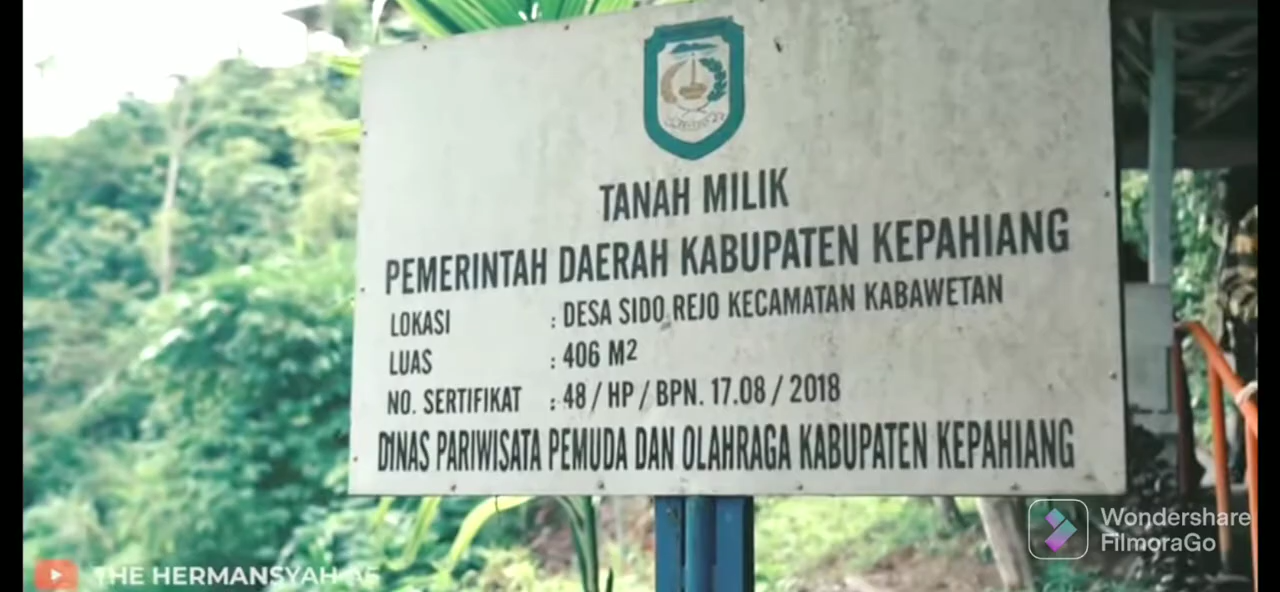 TANAH MILIK
PEMERINTAH DAERAH KABUPATEN KEPAHIANG
LOKASI : DESA SIDO REJO KECAMATAN KABAWETAN
LUAS : 406 M2
NO. SERTIFIKAT : 48 / HP / BPN. 17.08 / 2018
DINAS PARIWISATA PEMUDA DAN OLAHRAGA KABUPATEN KEPAHIANG
Wondershare
FilmoraGo
THE HERMANSYAH